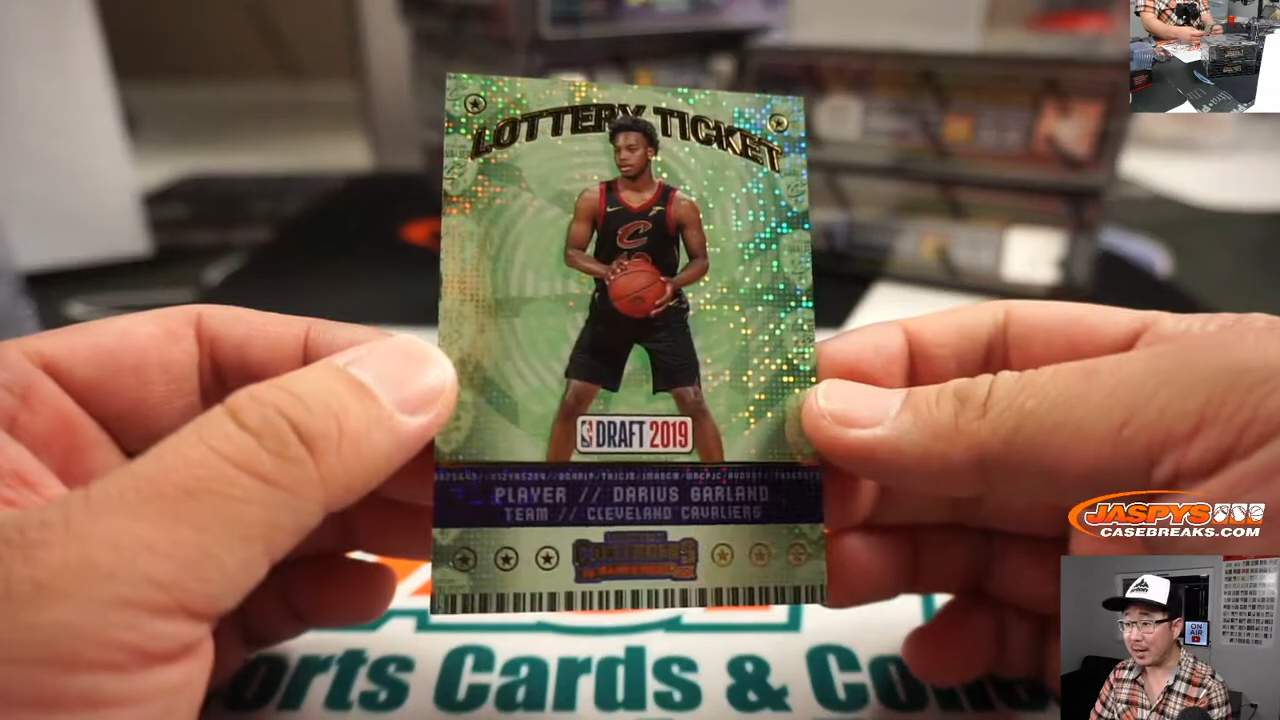 LOTTERY TICKET
C
DRAFT 2019
PLAYER // DARIUS GARLAND
TEAM // CLEVELAND CAVALIERS
CONTENDERS
JASPYS
CASEBREAKS.COM
ON AIR
orts Cards & Co